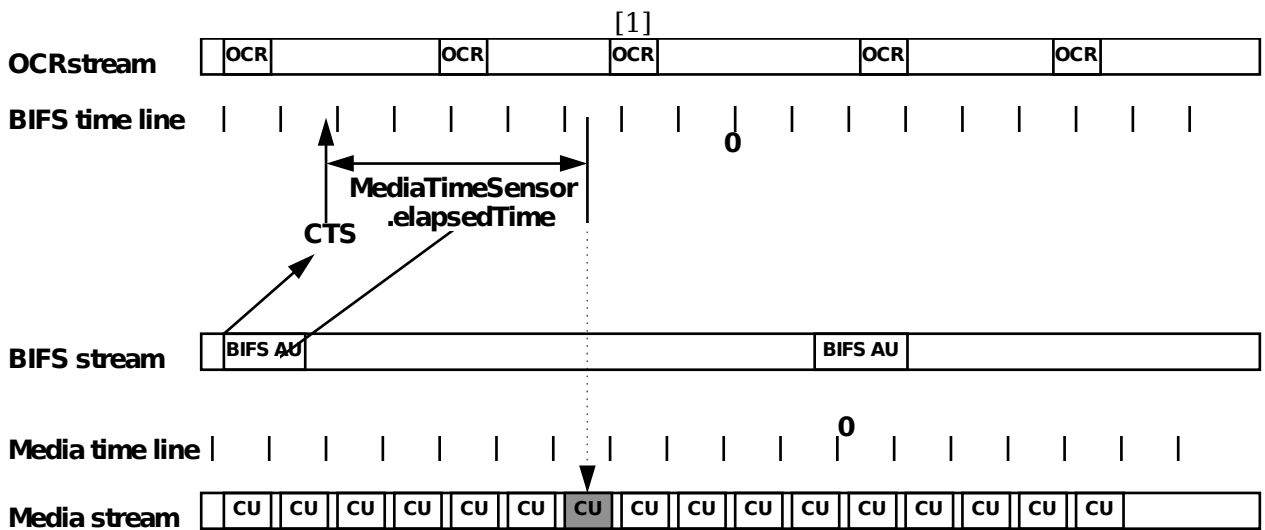 [1]
OCRstream OCR OCR OCR OCR OCR
BIFS time line
0
MediaTimeSensor
.elapsedTime
CTS
BIFS stream BIFS AU BIFS AU
0
Media time line
Media stream CU CU CU CU CU CU CU CU CU CU CU CU CU CU CU CU